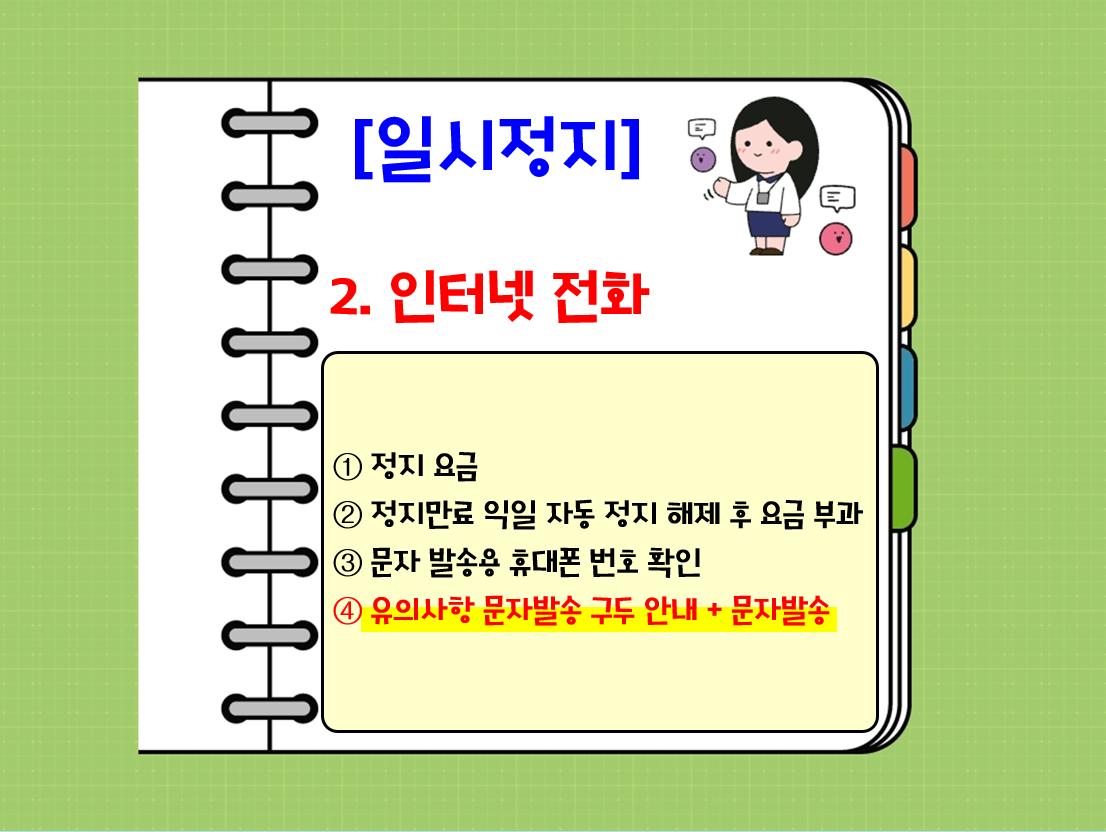 [일시정지]
2. 인터넷 전화
① 정지 요금
② 정지만료 익일 자동 정지 해제 후 요금 부과
③ 문자 발송용 휴대폰 번호 확인
④ 유의사항 문자발송 구두 안내 + 문자발송